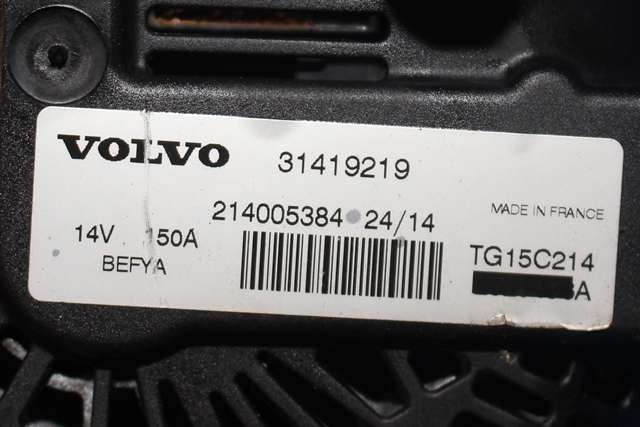 VOLVO 31419219
214005384 24/14 MADE IN FRANCE
14V 150A TG15C214
BEFYA A